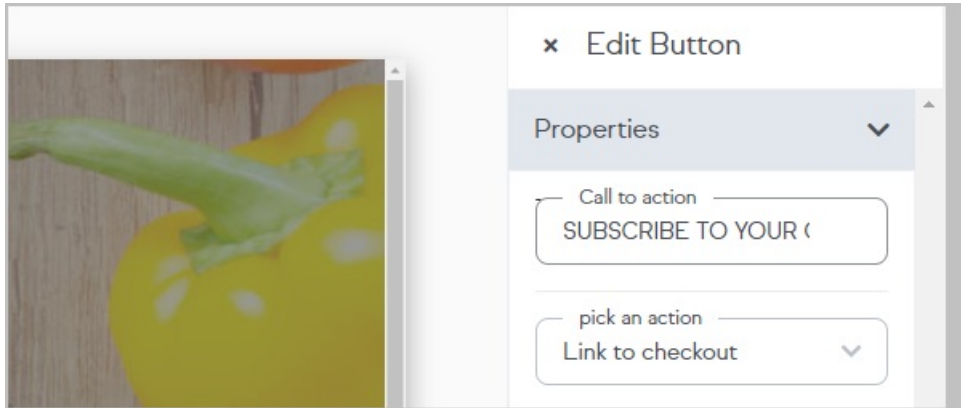 × Edit Button
Properties
Call to action
SUBSCRIBE TO YOUR
pick an action
Link to checkout